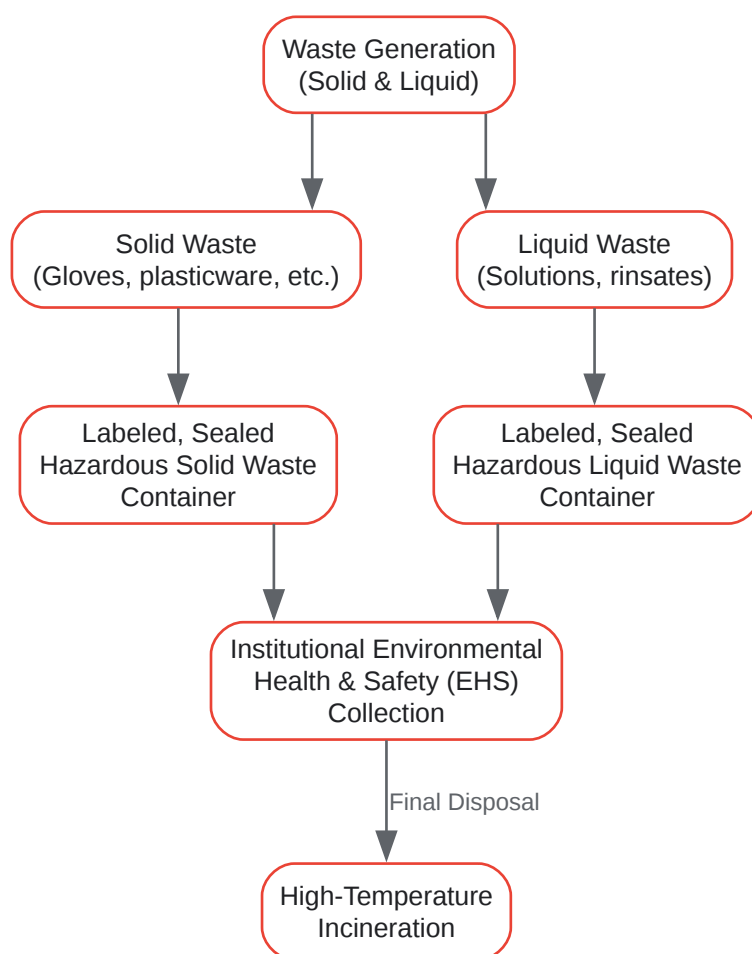 Waste Generation
(Solid & Liquid)
Solid Waste
(Gloves, plasticware, etc.)
Liquid Waste
(Solutions, rinsates)
Labeled, Sealed
Hazardous Solid Waste
Container
Labeled, Sealed
Hazardous Liquid Waste
Container
Institutional Environmental
Health & Safety (EHS)
Collection
Final Disposal
High-Temperature
Incineration